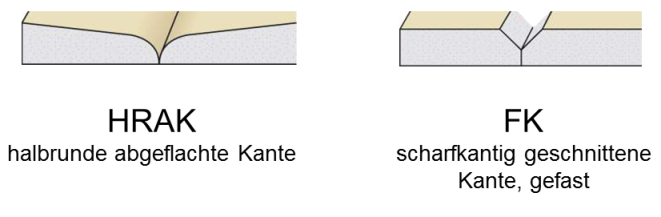 HRAK
halbrunde abgeflachte Kante
FK
scharfkantig geschnittene
Kante, gefast